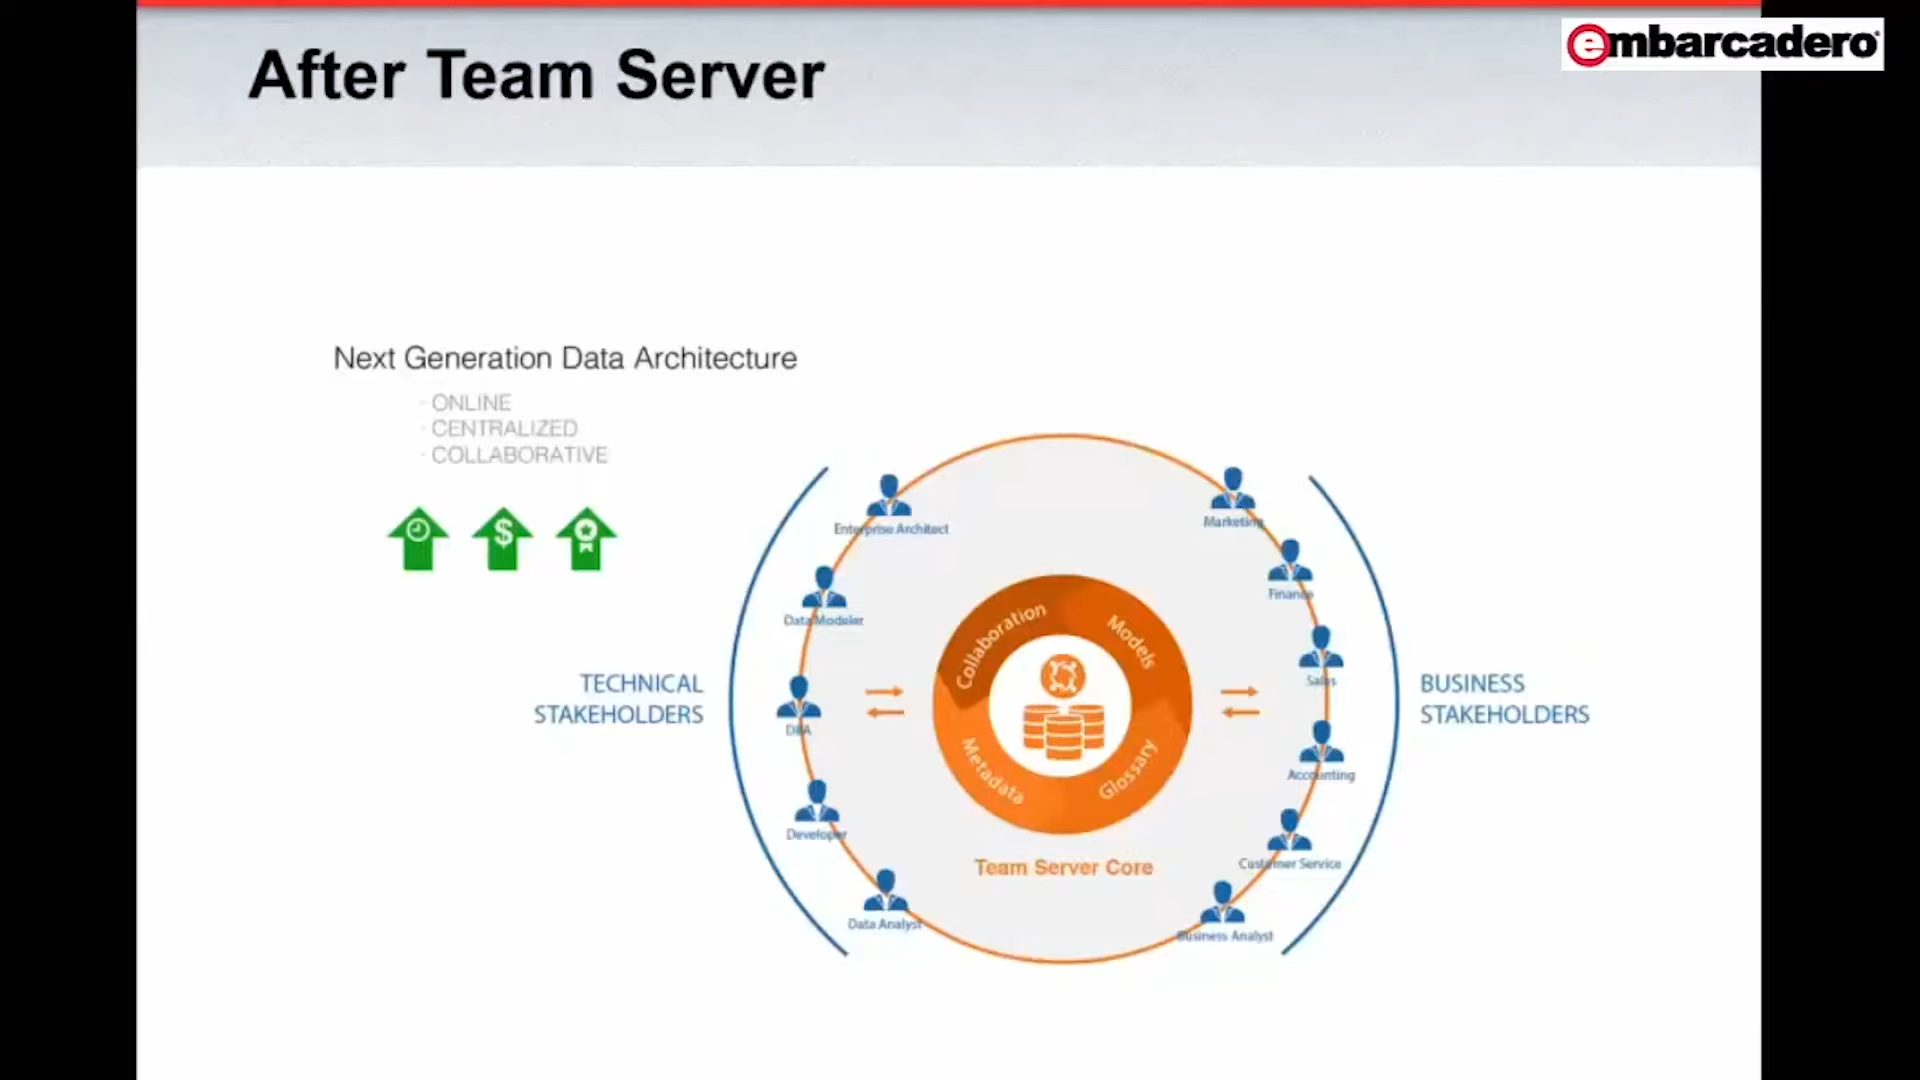 After Team Server
embarcadero
Next Generation Data Architecture
· ONLINE
· CENTRALIZED
· COLLABORATIVE
$
TECHNICAL
STAKEHOLDERS
Enterprise Architect
Data Modeler
DBA
Developer
Data Analyst
Collaboration
Models
Metadata
Glossary
Team Server Core
Marketing
Finance
Sales
Accounting
Customer Service
Business Analyst
BUSINESS
STAKEHOLDERS